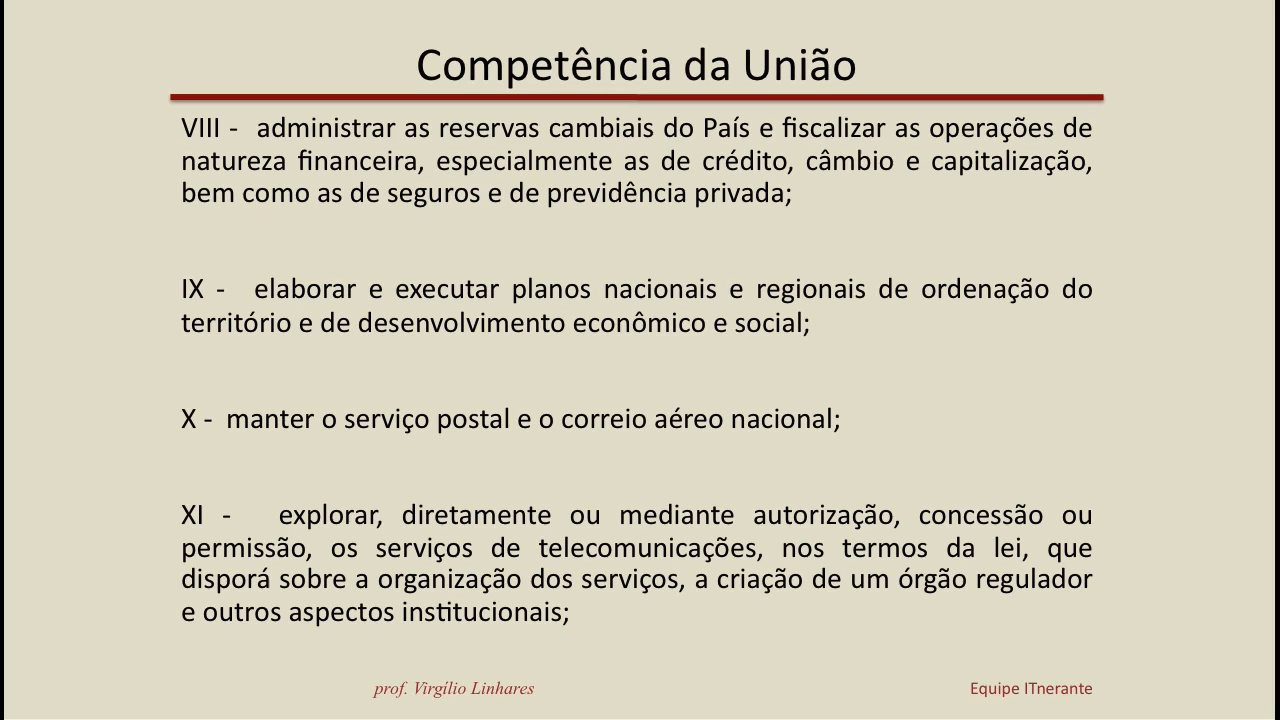 Competência da União
VIII - administrar as reservas cambiais do País e fiscalizar as operações de
natureza financeira, especialmente as de crédito, câmbio e capitalização,
bem como as de seguros e de previdência privada;
IX - elaborar e executar planos nacionais e regionais de ordenação do
território e de desenvolvimento econômico e social;
X - manter o serviço postal e o correio aéreo nacional;
XI - explorar, diretamente ou mediante autorização, concessão ou
permissão, os serviços de telecomunicações, nos termos da lei, que
disporá sobre a organização dos serviços, a criação de um órgão regulador
e outros aspectos institucionais;
prof. Virgílio Linhares
Equipe ITnerante